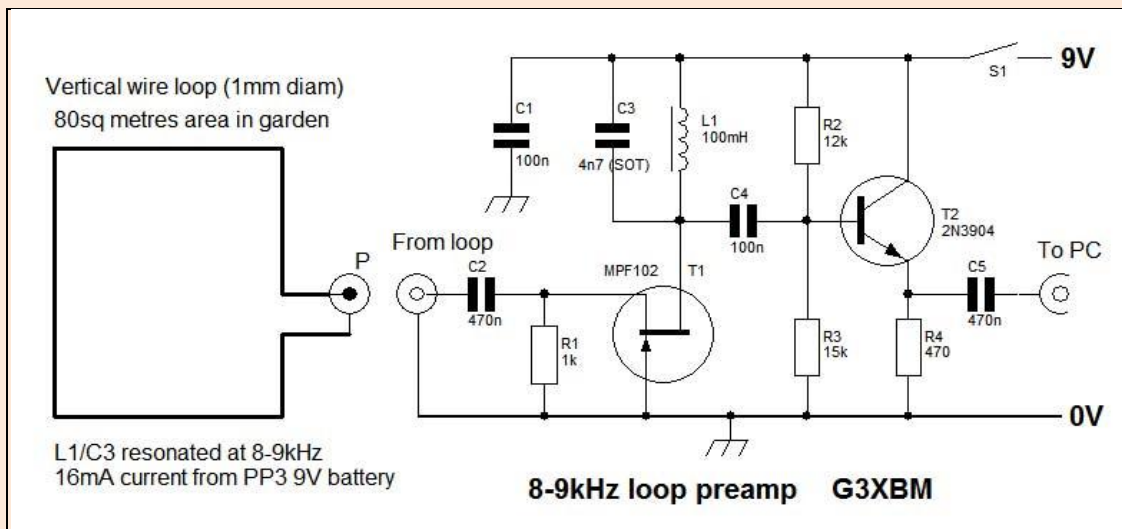 9V
S1
Vertical wire loop (1mm diam)
80sq metres area in garden
C1
100n
C3
4n7 (SOT)
L1
100mH
R2
12k
C4
100n
T2
2N3904
From loop
P
C2
470n
MPF102
T1
To PC
C5
470n
R1
1k
R3
15k
R4
470
0V
L1/C3 resonated at 8-9kHz
16mA current from PP3 9V battery
8-9kHz loop preamp G3XBM